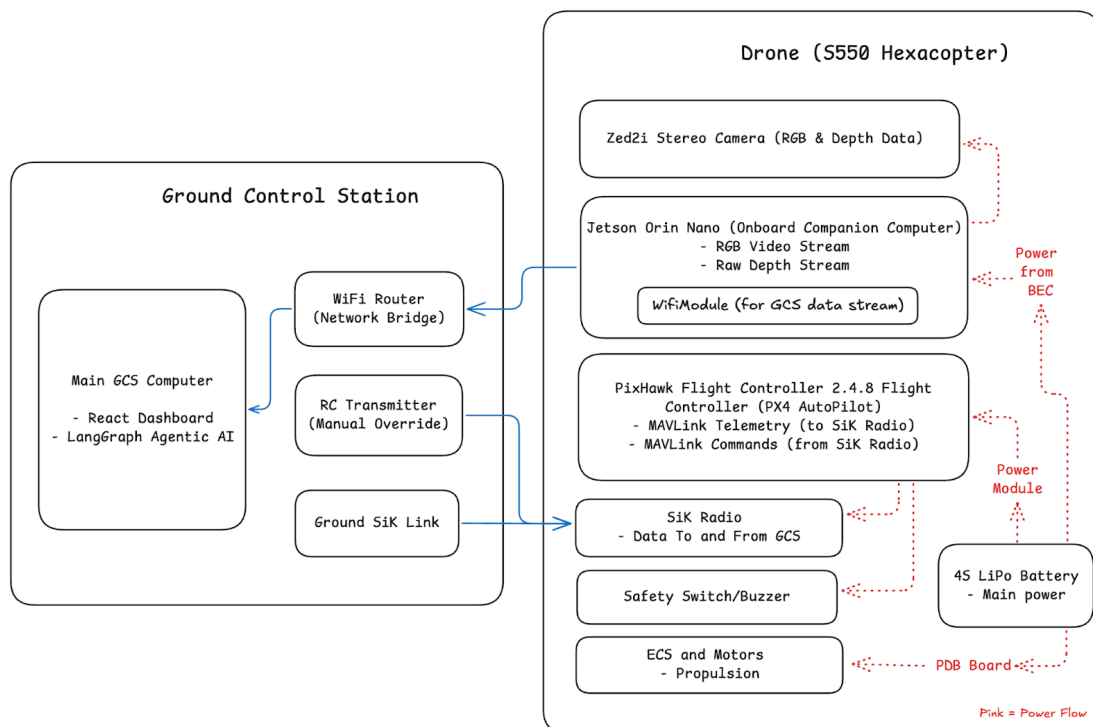 Drone (S550 Hexacopter)
Zed2i Stereo Camera (RGB & Depth Data)
Ground Control Station
Jetson Orin Nano (Onboard Companion Computer)
- RGB Video Stream
- Raw Depth Stream
WifiModule (for GCS data stream)
Power
from
BEC
WiFi Router
(Network Bridge)
Main GCS Computer
- React Dashboard
- LangGraph Agentic AI
RC Transmitter
(Manual Override)
PixHawk Flight Controller 2.4.8 Flight
Controller (PX4 AutoPilot)
- MAVLink Telemetry (to SiK Radio)
- MAVLink Commands (from SiK Radio)
Power
Module
Ground SiK Link
SiK Radio
- Data To and From GCS
4S LiPo Battery
- Main power
Safety Switch/Buzzer
ECS and Motors
- Propulsion
PDB Board
Pink = Power Flow